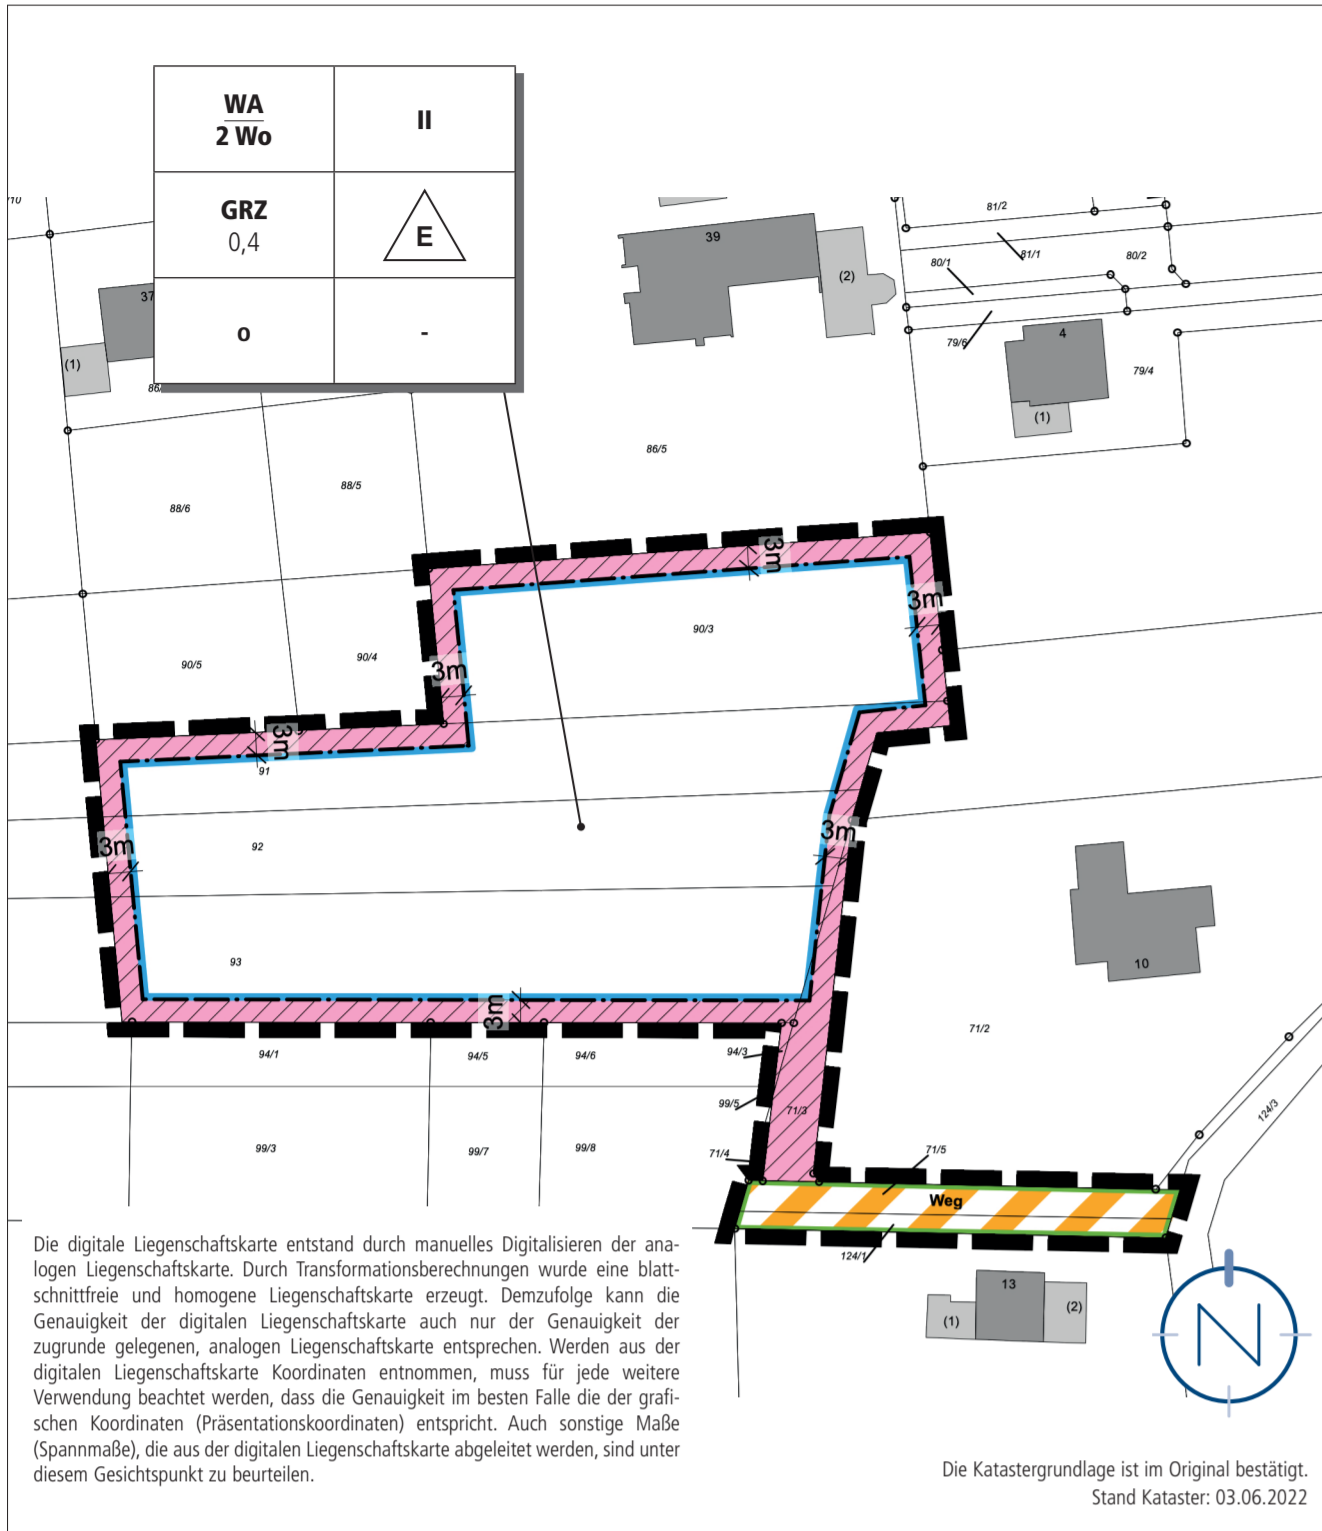 WA
2 Wo
II
GRZ
0,4
E
o
-
/10
37
(1)
86/
39
(2)
81/2
81/1
80/1
80/2
79/6
4
79/4
(1)
86/5
88/5
88/6
3m
3m
90/3
90/5
90/4
3m
3m
91
3m
92
3m
93
10
3m
71/2
94/1
94/5
94/6
94/3
99/5
71/3
124/3
99/3
99/7
99/8
71/4
71/5
Weg
124/1
13
(1)
(2)
N
Die digitale Liegenschaftskarte entstand durch manuelles Digitalisieren der ana-
logen Liegenschaftskarte. Durch Transformationsberechnungen wurde eine blatt-
schnittfreie und homogene Liegenschaftskarte erzeugt. Demzufolge kann die
Genauigkeit der digitalen Liegenschaftskarte auch nur der Genauigkeit der
zugrunde gelegenen, analogen Liegenschaftskarte entsprechen. Werden aus der
digitalen Liegenschaftskarte Koordinaten entnommen, muss für jede weitere
Verwendung beachtet werden, dass die Genauigkeit im besten Falle die der grafi-
schen Koordinaten (Präsentationskoordinaten) entspricht. Auch sonstige Maße
(Spannmaße), die aus der digitalen Liegenschaftskarte abgeleitet werden, sind unter
diesem Gesichtspunkt zu beurteilen.
Die Katastergrundlage ist im Original bestätigt.
Stand Kataster: 03.06.2022